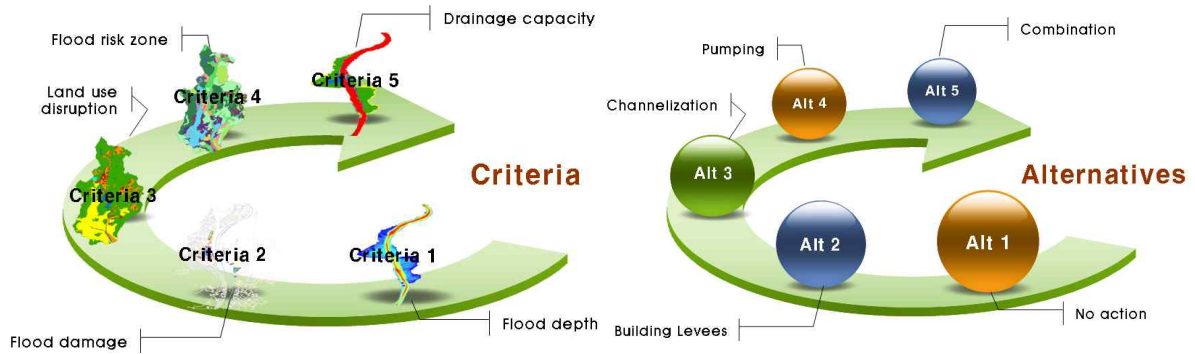 Drainage capacity
Flood risk zone
Criteria 5
Land use
disruption
Criteria 4
Criteria 3
Criteria
Criteria 2
Criteria 1
Flood depth
Flood damage
Combination
Pumping
Alt 5
Alt 4
Channelization
Alt 3
Alternatives
Alt 2
Alt 1
No action
Building Levees